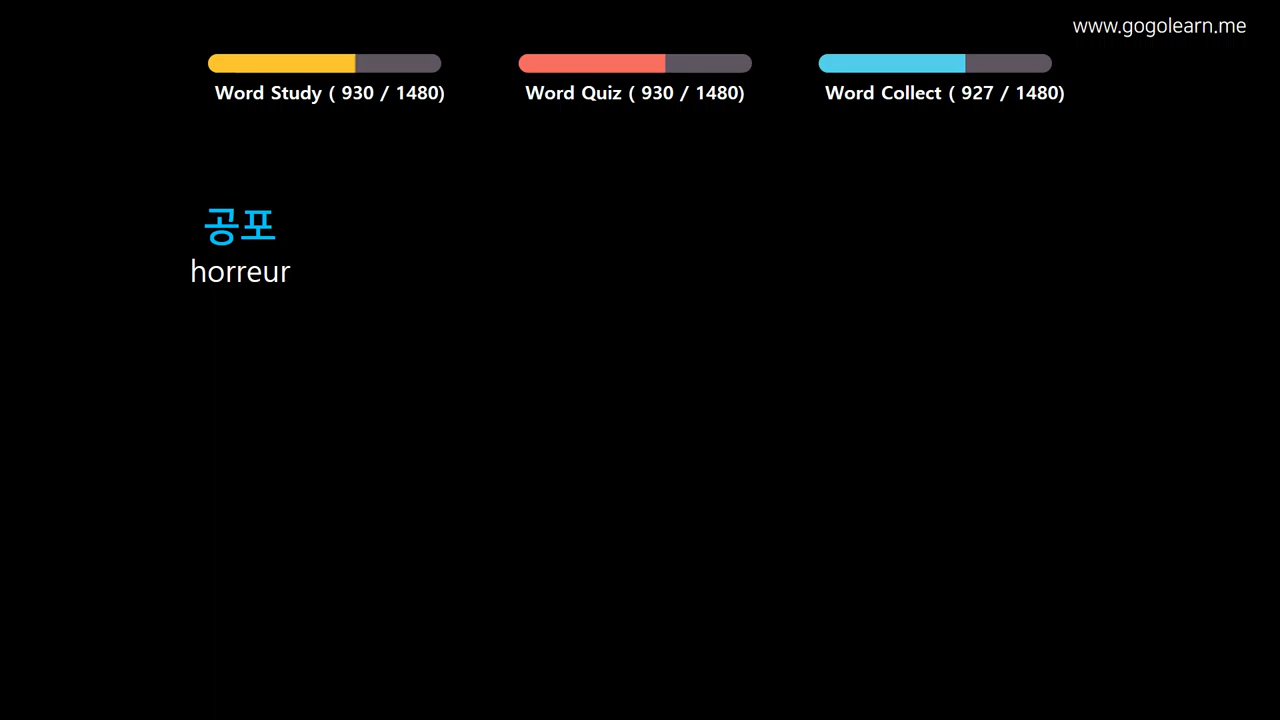 www.gogolearn.me
Word Study ( 930 / 1480)
Word Quiz ( 930 / 1480)
Word Collect ( 927 / 1480)
공포
horreur